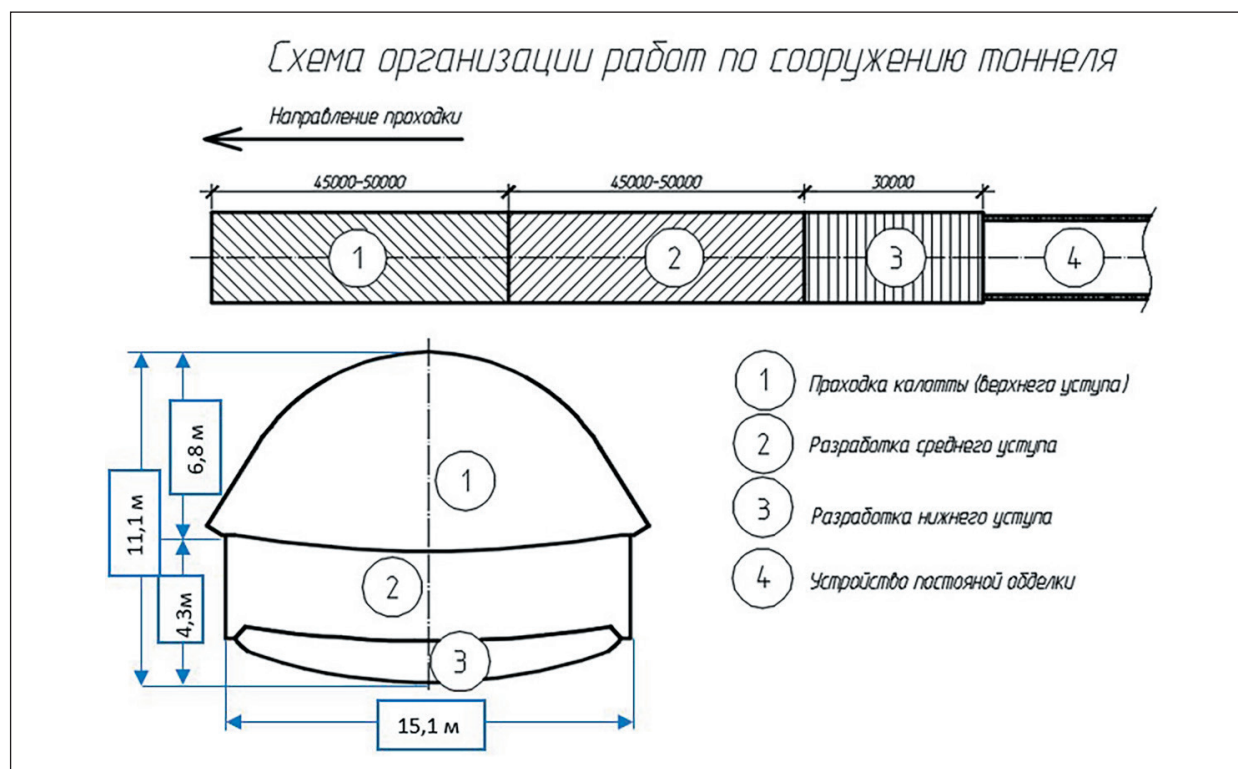 Схема организации работ по сооружению тоннеля
Направление проходки
45000-50000
45000-50000
30000
1
2
3
4
11,1 м
6,8 м
4,3м
15,1 м
1
2
3
1 Проходка калотты (верхнего уступа)
2 Разработка среднего уступа
3 Разработка нижнего уступа
4 Устройство постояной обделки